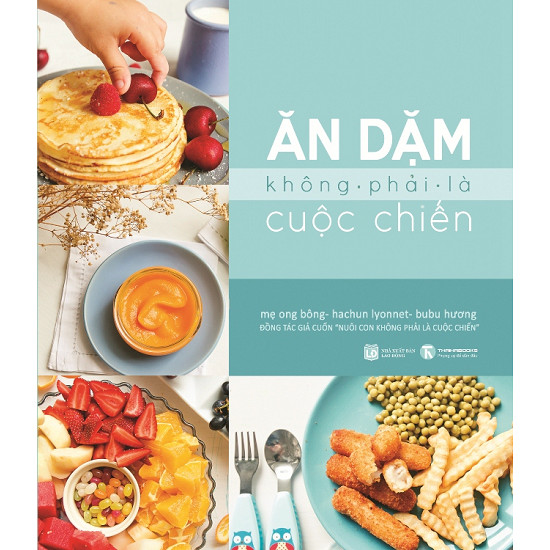 ĂN DẶM
không·phải·là
cuộc chiến
mẹ ong bông- hachun lyonnet- bubu hương
ĐỒNG TÁC GIẢ CUỐN "NUÔI CON KHÔNG PHẢI LÀ CUỘC CHIẾN"
NHÀ XUẤT BẢN
LAO ĐỘNG
THAIHABOOKS